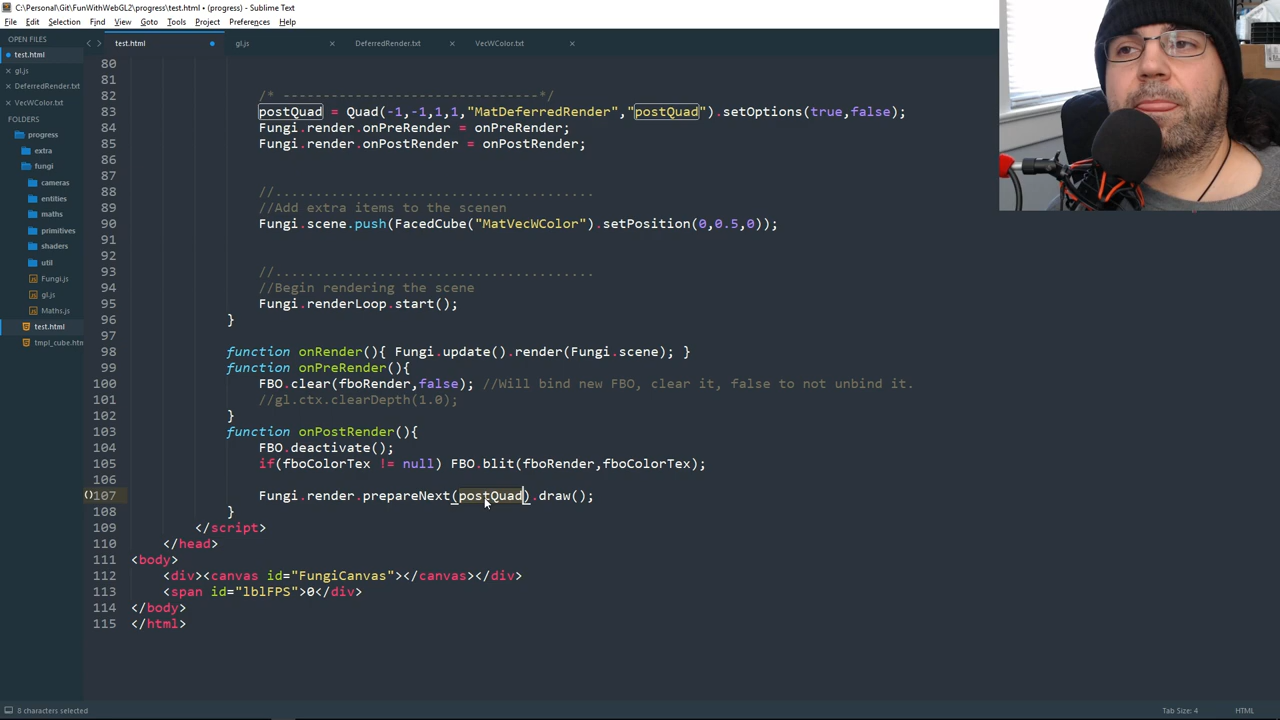 C:\Personal\Git\FunWithWebGL2\progress\test.html • (progress) - Sublime Text
File Edit Selection Find View Goto Tools Project Preferences Help
OPEN FILES
test.html
gl.js
DeferredRender.txt
VecWColor.txt
FOLDERS
progress
extra
fungi
cameras
entities
maths
primitives
shaders
util
Fungi.js
gl.js
Maths.js
test.html
tmpl_cube.htm
test.html gl.js DeferredRender.txt VecWColor.txt
80
81
82 /* ----------------------------------*/
83 postQuad = Quad(-1,-1,1,1,"MatDeferredRender","postQuad").setOptions(true,false);
84 Fungi.render.onPreRender = onPreRender;
85 Fungi.render.onPostRender = onPostRender;
86
87
88 //........................................
89 //Add extra items to the scenen
90 Fungi.scene.push(FacedCube("MatVecWColor").setPosition(0,0.5,0));
91
92
93 //........................................
94 //Begin rendering the scene
95 Fungi.renderLoop.start();
96 }
97
98 function onRender(){ Fungi.update().render(Fungi.scene); }
99 function onPreRender(){
100 FBO.clear(fboRender,false); //Will bind new FBO, clear it, false to not unbind it.
101 //gl.ctx.clearDepth(1.0);
102 }
103 function onPostRender(){
104 FBO.deactivate();
105 if(fboColorTex != null) FBO.blit(fboRender,fboColorTex);
106
107 Fungi.render.prepareNext(postQuad).draw();
108 }
109 </script>
110 </head>
111 <body>
112 <div><canvas id="FungiCanvas"></canvas></div>
113 <span id="lblFPS">0</div>
114 </body>
115 </html>
8 characters selected
Tab Size: 4
HTML